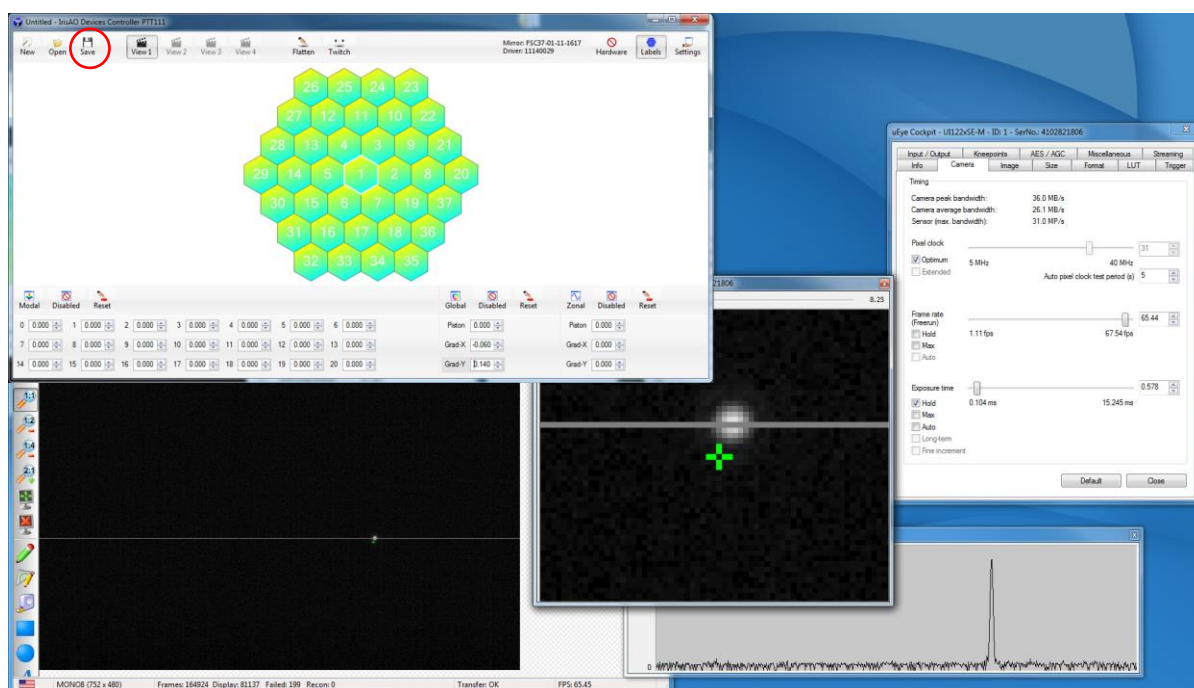 Untitled - IrisAO Devices Controller PTT111
New Open Save View 1 View 2 View 3 View 4 Flatten Twitch
Mirror: FSC37-01-11-1617
Driver: 11140029
Hardware Labels Settings
26 25 24 23
27 12 11 10 22
28 13 4 3 9 21
29 14 5 1 2 8 20
30 15 6 7 19 37
31 16 17 18 36
32 33 34 35
Modal Disabled Reset Global Disabled Reset Zonal Disabled Reset
0 0.000 1 0.000 2 0.000 3 0.000 4 0.000 5 0.000 6 0.000 Piston 0.000 Piston 0.000
7 0.000 8 0.000 9 0.000 10 0.000 11 0.000 12 0.000 13 0.000 Grad-X -0.060 Grad-X 0.000
14 0.000 15 0.000 16 0.000 17 0.000 18 0.000 19 0.000 20 0.000 Grad-Y 0.140 Grad-Y 0.000
uEye Cockpit - UI122xSE-M - ID: 1 - SerNo.: 4102821806
Input / Output Kneepoints AES / AGC Miscellaneous Streaming
Info Camera Image Size Format LUT Trigger
Timing
Camera peak bandwidth: 36.0 MB/s
Camera average bandwidth: 26.1 MB/s
Sensor (max. bandwidth): 31.0 MP/s
Pixel clock 31
Optimum 5 MHz 40 MHz
Extended Auto pixel clock test period (s) 5
Frame rate
(Freerun) 65.44
Hold 1.11 fps 67.54 fps
Max
Auto
Exposure time 0.578
Hold 0.104 ms 15.245 ms
Max
Auto
Long-term
Fine increment
Default Close
21806
8.25
1:1
1:2
1:4
2:1
0
MONO8 (752 x 480) Frames: 164924 Display: 81137 Failed: 199 Recon: 0 Transfer: OK FPS: 65.45